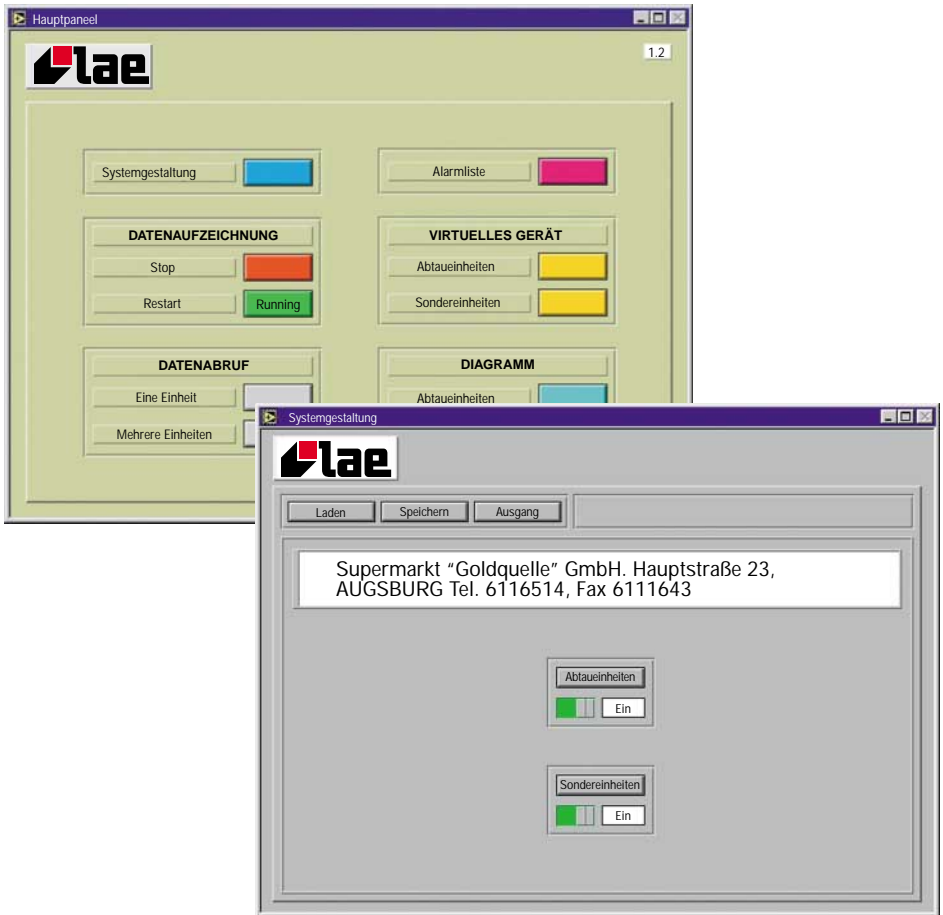 Hauptpaneel
lae
1.2
Systemgestaltung
Alarmliste
DATENAUFZEICHNUNG
Stop
Restart
Running
VIRTUELLES GERÄT
Abtaueinheiten
Sondereinheiten
DATENABRUF
Eine Einheit
Mehrere Einheiten
DIAGRAMM
Abtaueinheiten
Systemgestaltung
lae
Laden
Speichern
Ausgang
Supermarkt “Goldquelle” GmbH. Hauptstraße 23,
AUGSBURG Tel. 6116514, Fax 6111643
Abtaueinheiten
Ein
Sondereinheiten
Ein